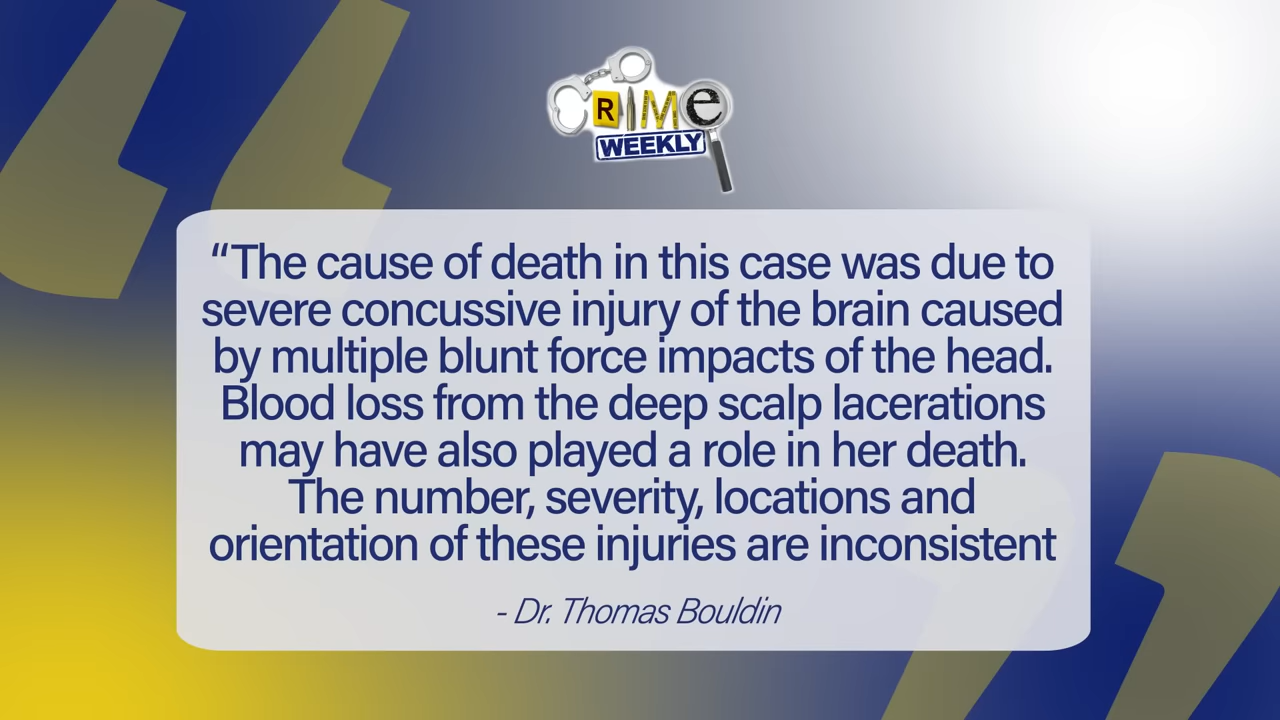 CRIME
WEEKLY
“The cause of death in this case was due to
severe concussive injury of the brain caused
by multiple blunt force impacts of the head.
Blood loss from the deep scalp lacerations
may have also played a role in her death.
The number, severity, locations and
orientation of these injuries are inconsistent
- Dr. Thomas Bouldin